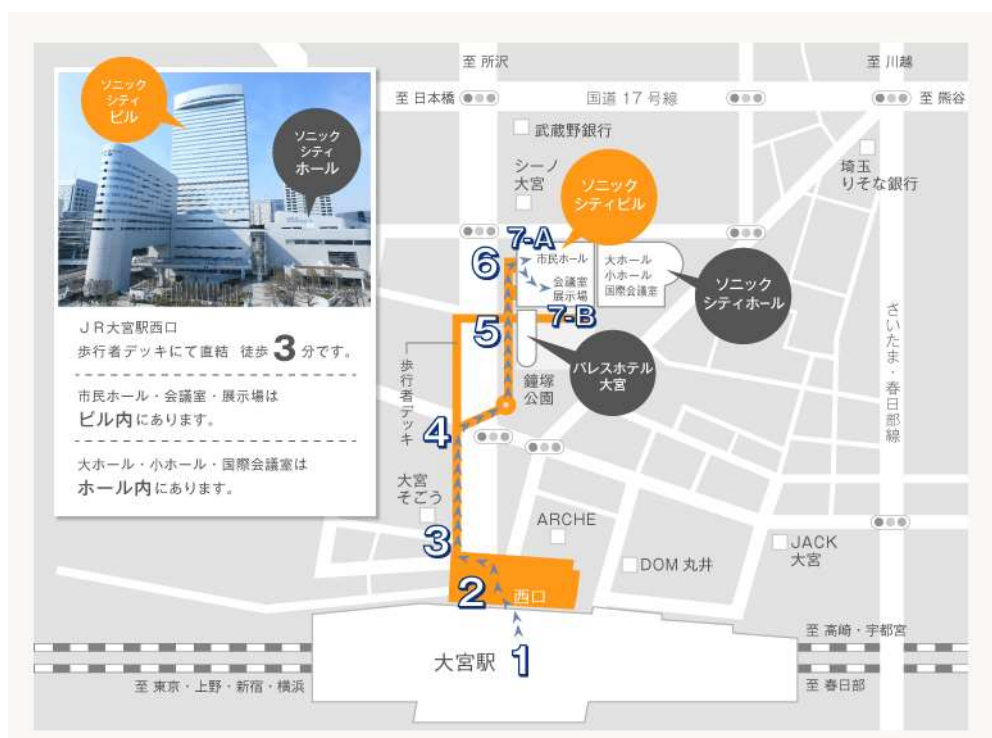 ソニック
シティ
ビル
ソニック
シティ
ホール
JR大宮駅西口
歩行者デッキにて直結 徒歩 3 分です。
市民ホール・会議室・展示場は
ビル内にあります。
大ホール・小ホール・国際会議室は
ホール内にあります。
至 所沢
至 川越
至 日本橋
国道 17 号線
至 熊谷
武蔵野銀行
シーノ
大宮
埼玉
りそな銀行
ソニック
シティビル
7-A
6
市民ホール
会議室
展示場
大ホール
小ホール
国際会議室
ソニック
シティホール
7-B
5
パレスホテル
大宮
鐘塚
公園
歩行者デッキ
さいたま・春日部線
4
大宮
そごう
3
ARCHE
DOM 丸井
JACK
大宮
2
西口
大宮駅
1
至 高崎・宇都宮
至 東京・上野・新宿・横浜
至 春日部